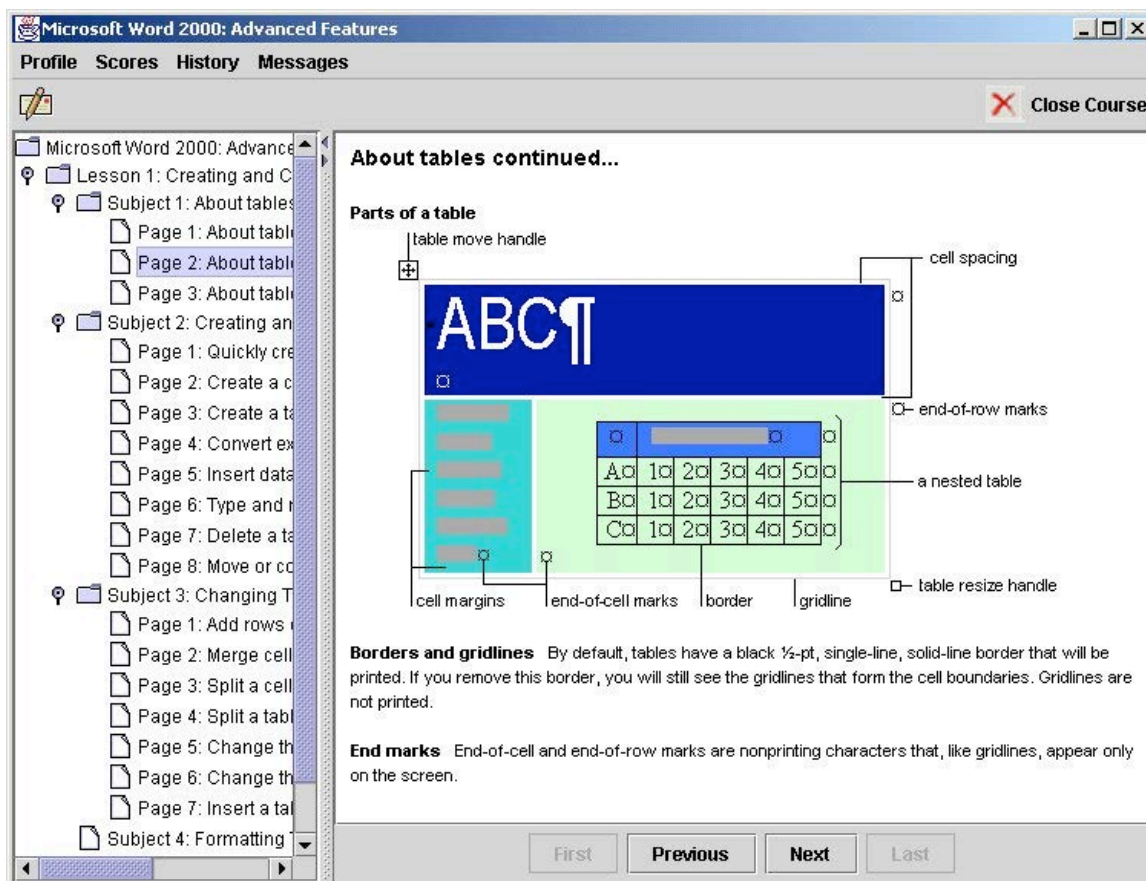 Microsoft Word 2000: Advanced Features
Profile Scores History Messages
Close Course
Microsoft Word 2000: Advance
Lesson 1: Creating and C
Subject 1: About tables
Page 1: About tabl
Page 2: About tabl
Page 3: About tabl
Subject 2: Creating an
Page 1: Quickly cre
Page 2: Create a c
Page 3: Create a ta
Page 4: Convert ex
Page 5: Insert data
Page 6: Type and
Page 7: Delete a ta
Page 8: Move or co
Subject 3: Changing T
Page 1: Add rows
Page 2: Merge cell
Page 3: Split a cell
Page 4: Split a tabl
Page 5: Change th
Page 6: Change th
Page 7: Insert a tal
Subject 4: Formatting T
About tables continued...
Parts of a table
table move handle
cell spacing
ABC¶
end-of-row marks
A¤ 1¤ 2¤ 3¤ 4¤ 5¤¤
B¤ 1¤ 2¤ 3¤ 4¤ 5¤¤
C¤ 1¤ 2¤ 3¤ 4¤ 5¤¤
a nested table
table resize handle
cell margins end-of-cell marks border gridline
Borders and gridlines By default, tables have a black ½-pt, single-line, solid-line border that will be
printed. If you remove this border, you will still see the gridlines that form the cell boundaries. Gridlines are
not printed.
End marks End-of-cell and end-of-row marks are nonprinting characters that, like gridlines, appear only
on the screen.
First Previous Next Last